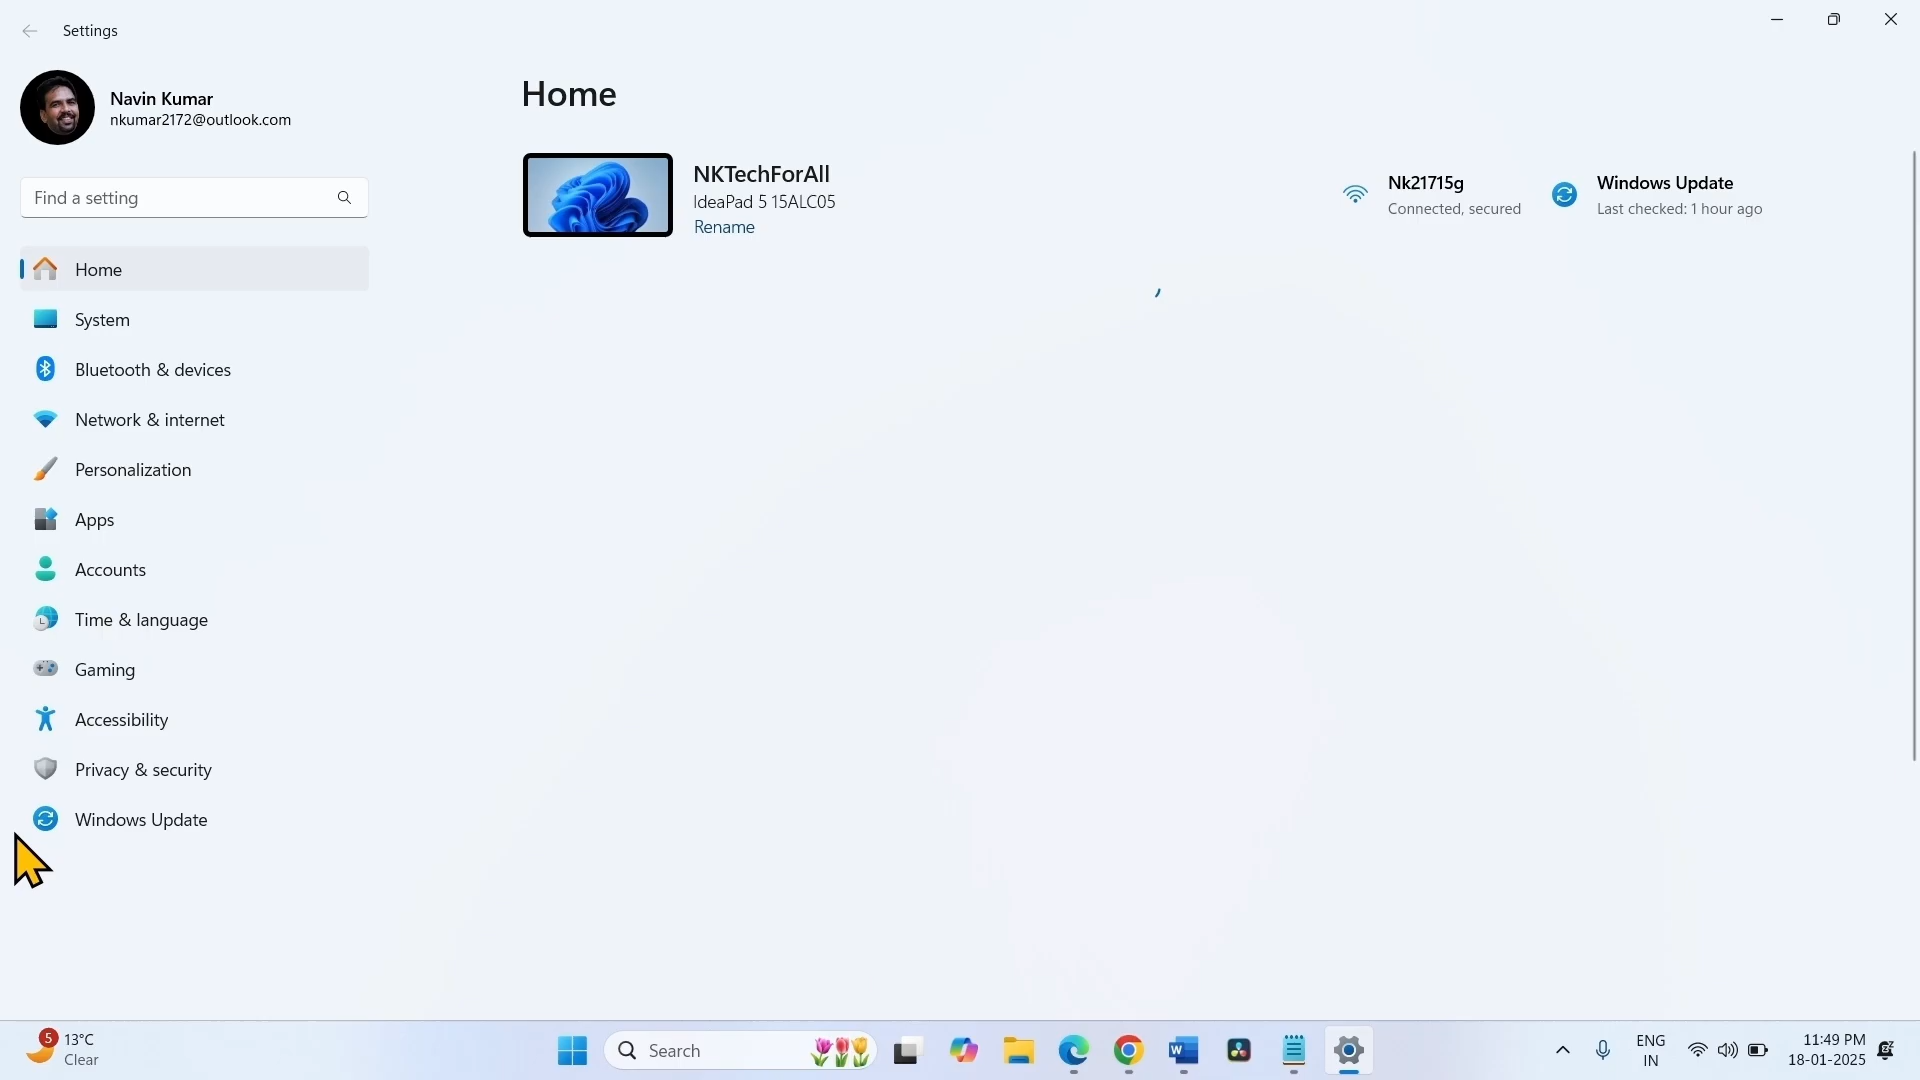 Settings
Navin Kumar
nkumar2172@outlook.com
Find a setting
Home
System
Bluetooth & devices
Network & internet
Personalization
Apps
Accounts
Time & language
Gaming
Accessibility
Privacy & security
Windows Update
Home
NKTechForAll
IdeaPad 5 15ALC05
Rename
Nk21715g
Connected, secured
Windows Update
Last checked: 1 hour ago
5
13°C
Clear
Search
W
ENG
IN
11:49 PM
18-01-2025